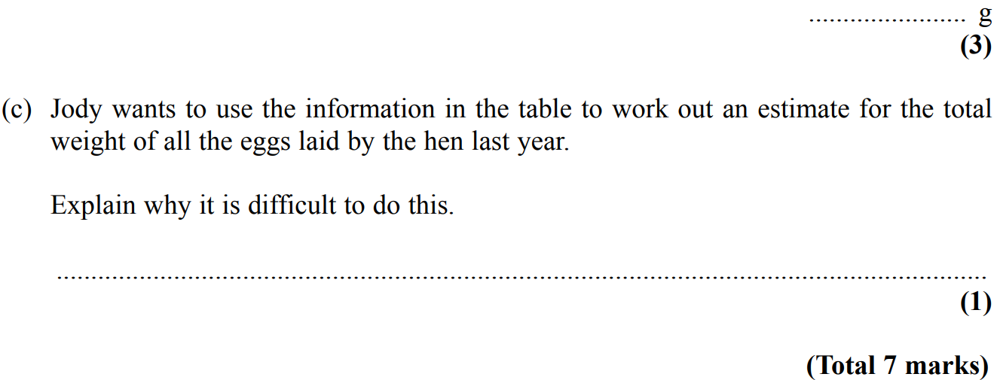 ........................ g
(3)
(c) Jody wants to use the information in the table to work out an estimate for the total
weight of all the eggs laid by the hen last year.
Explain why it is difficult to do this.
........................................................................................................................................
(1)
(Total 7 marks)